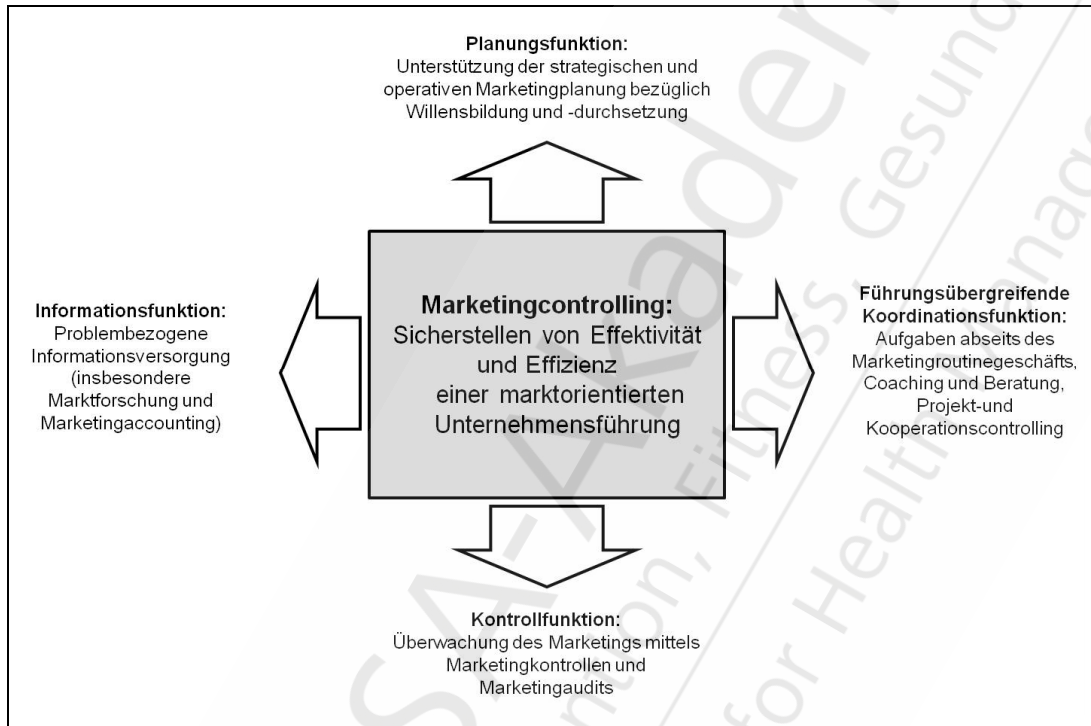 Planungsfunktion:
Unterstützung der strategischen und
operativen Marketingplanung bezüglich
Willensbildung und -durchsetzung
Informationsfunktion:
Problembezogene
Informationsversorgung
(insbesondere
Marktforschung und
Marketingaccounting)
Marketingcontrolling:
Sicherstellen von Effektivität
und Effizienz
einer marktorientierten
Unternehmensführung
Führungsübergreifende
Koordinationsfunktion:
Aufgaben abseits des
Marketingroutinegeschäfts,
Coaching und Beratung,
Projekt-und
Kooperationscontrolling
Kontrollfunktion:
Überwachung des Marketings mittels
Marketingkontrollen und
Marketingaudits